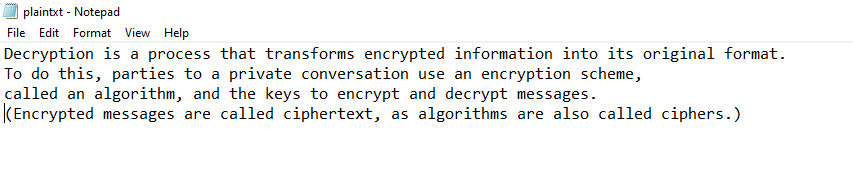 plaintxt - Notepad
File Edit Format View Help
Decryption is a process that transforms encrypted information into its original format.
To do this, parties to a private conversation use an encryption scheme,
called an algorithm, and the keys to encrypt and decrypt messages.
(Encrypted messages are called ciphertext, as algorithms are also called ciphers.)